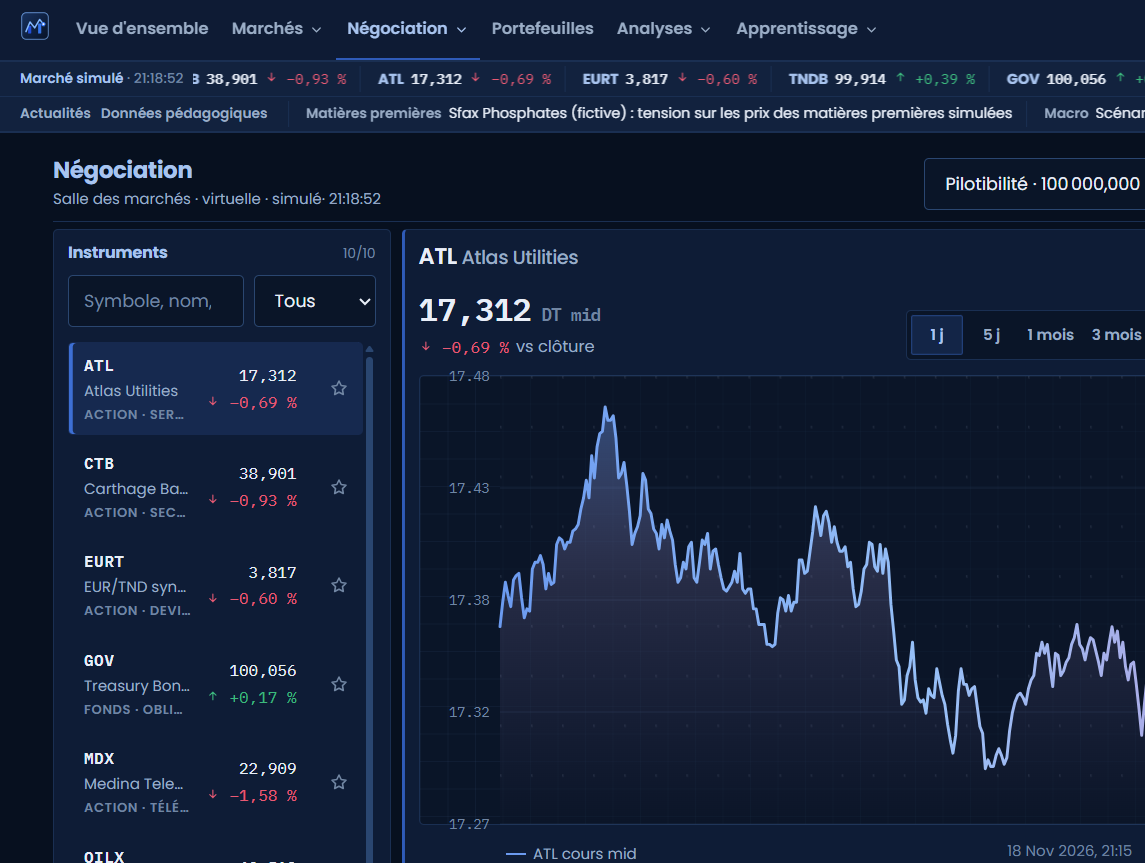 Vue d'ensemble Marchés Négociation Portefeuilles Analyses Apprentissage
Marché simulé · 21:18:52 38,901 ↓ −0,93 % ATL 17,312 ↓ −0,69 % EURT 3,817 ↓ −0,60 % TNDB 99,914 ↑ +0,39 % GOV 100,056 ↑
Actualités Données pédagogiques Matières premières Sfax Phosphates (fictive) : tension sur les prix des matières premières simulées Macro Scénar
Négociation
Salle des marchés · virtuelle · simulé· 21:18:52
Pilotibilité · 100 000,000
Instruments 10/10
Symbole, nom, Tous
ATL
Atlas Utilities
ACTION · SER…
17,312
↓ −0,69 %
CTB
Carthage Ba…
ACTION · SEC…
38,901
↓ −0,93 %
EURT
EUR/TND syn…
ACTION · DEVI…
3,817
↓ −0,60 %
GOV
Treasury Bon…
FONDS · OBLI…
100,056
↑ +0,17 %
MDX
Medina Tele…
ACTION · TÉLÉ…
22,909
↓ −1,58 %
OILX
ATL Atlas Utilities
17,312 DT mid
↓ −0,69 % vs clôture
1 j 5 j 1 mois 3 mois
17.48
17.43
17.38
17.32
17.27
18 Nov 2026, 21:15
ATL cours mid